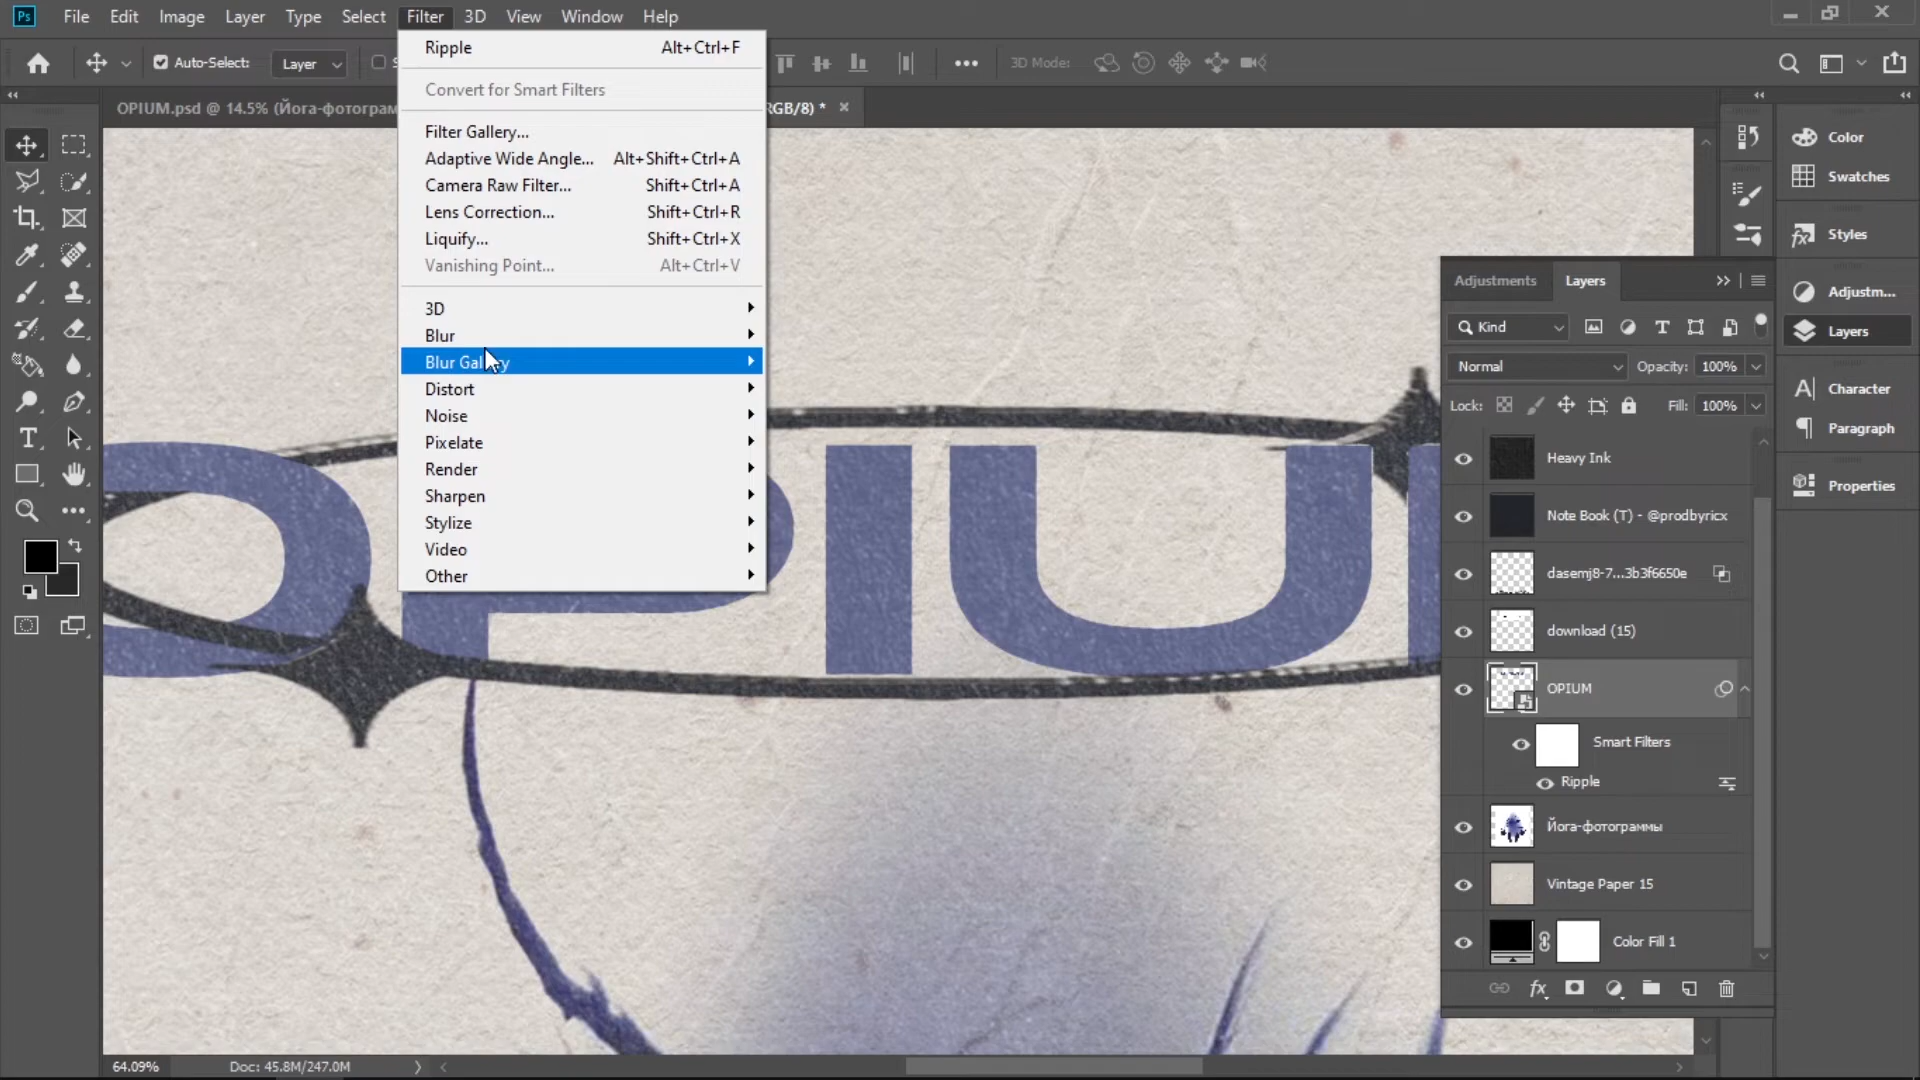 Ps File Edit Image Layer Type Select Filter 3D View Window Help
Auto-Select: Layer
3D Mode:
OPIUM.psd @ 14.5% (Йога-фотограм
RGB/8) *
Ripple Alt+Ctrl+F
Convert for Smart Filters
Filter Gallery...
Adaptive Wide Angle... Alt+Shift+Ctrl+A
Camera Raw Filter... Shift+Ctrl+A
Lens Correction... Shift+Ctrl+R
Liquify... Shift+Ctrl+X
Vanishing Point... Alt+Ctrl+V
3D
Blur
Blur Gallery
Distort
Noise
Pixelate
Render
Sharpen
Stylize
Video
Other
OPIU
Adjustments Layers
Kind
Normal Opacity: 100%
Lock: Fill: 100%
Heavy Ink
Note Book (T) - @prodbyricx
dasemj8-7...3b3f6650e
download (15)
OPIUM
Smart Filters
Ripple
Йога-фотограммы
Vintage Paper 15
Color Fill 1
Color
Swatches
Styles
Adjustm...
Layers
Character
Paragraph
Properties
64.09% Doc: 45.8M/247.0M